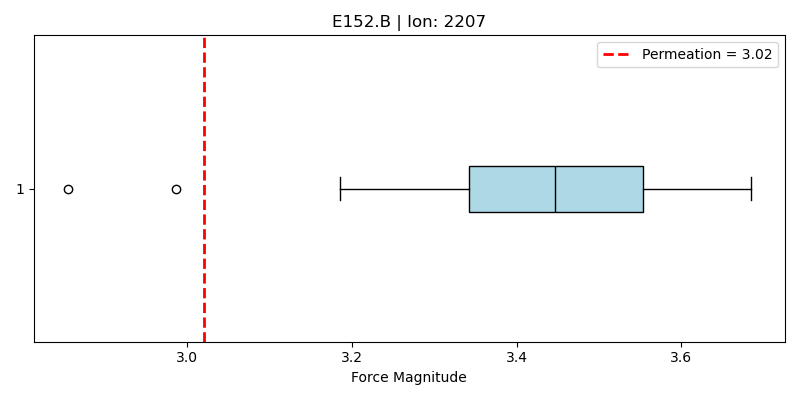 E152.B | Ion: 2207
Permeation = 3.02
1
3.0 3.2 3.4 3.6
Force Magnitude